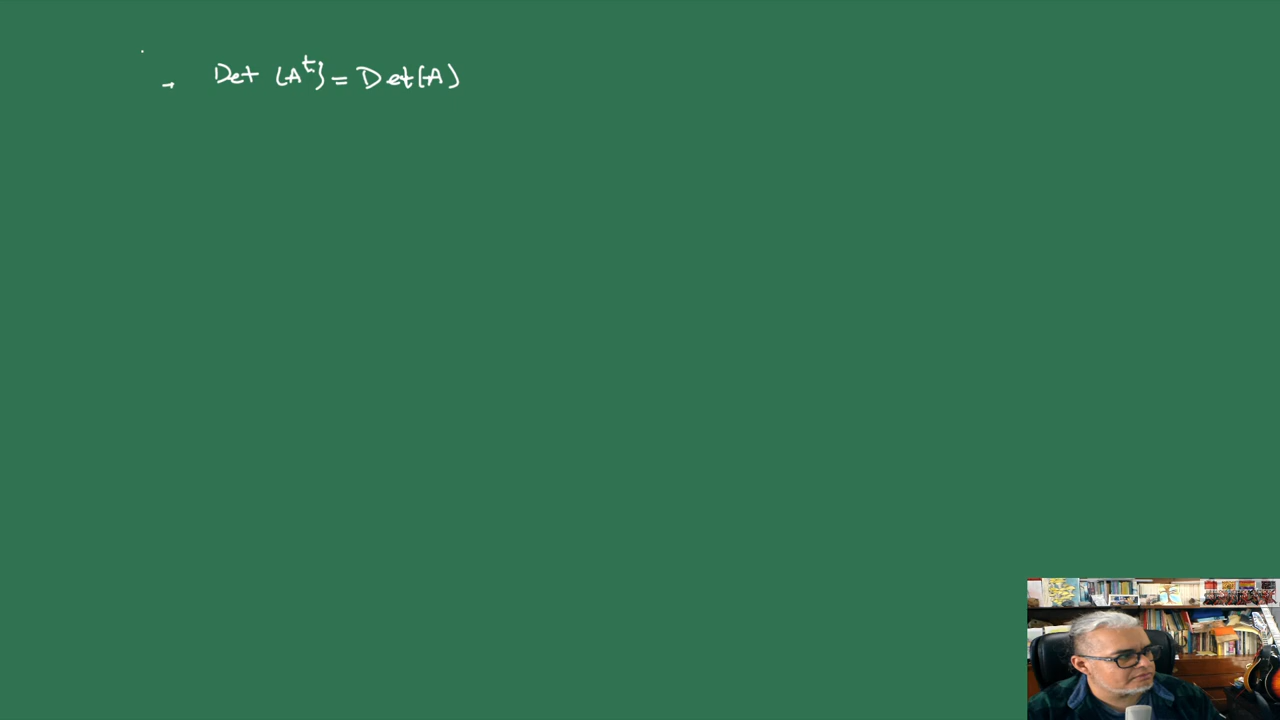 → Det (A^t) = Det(A)